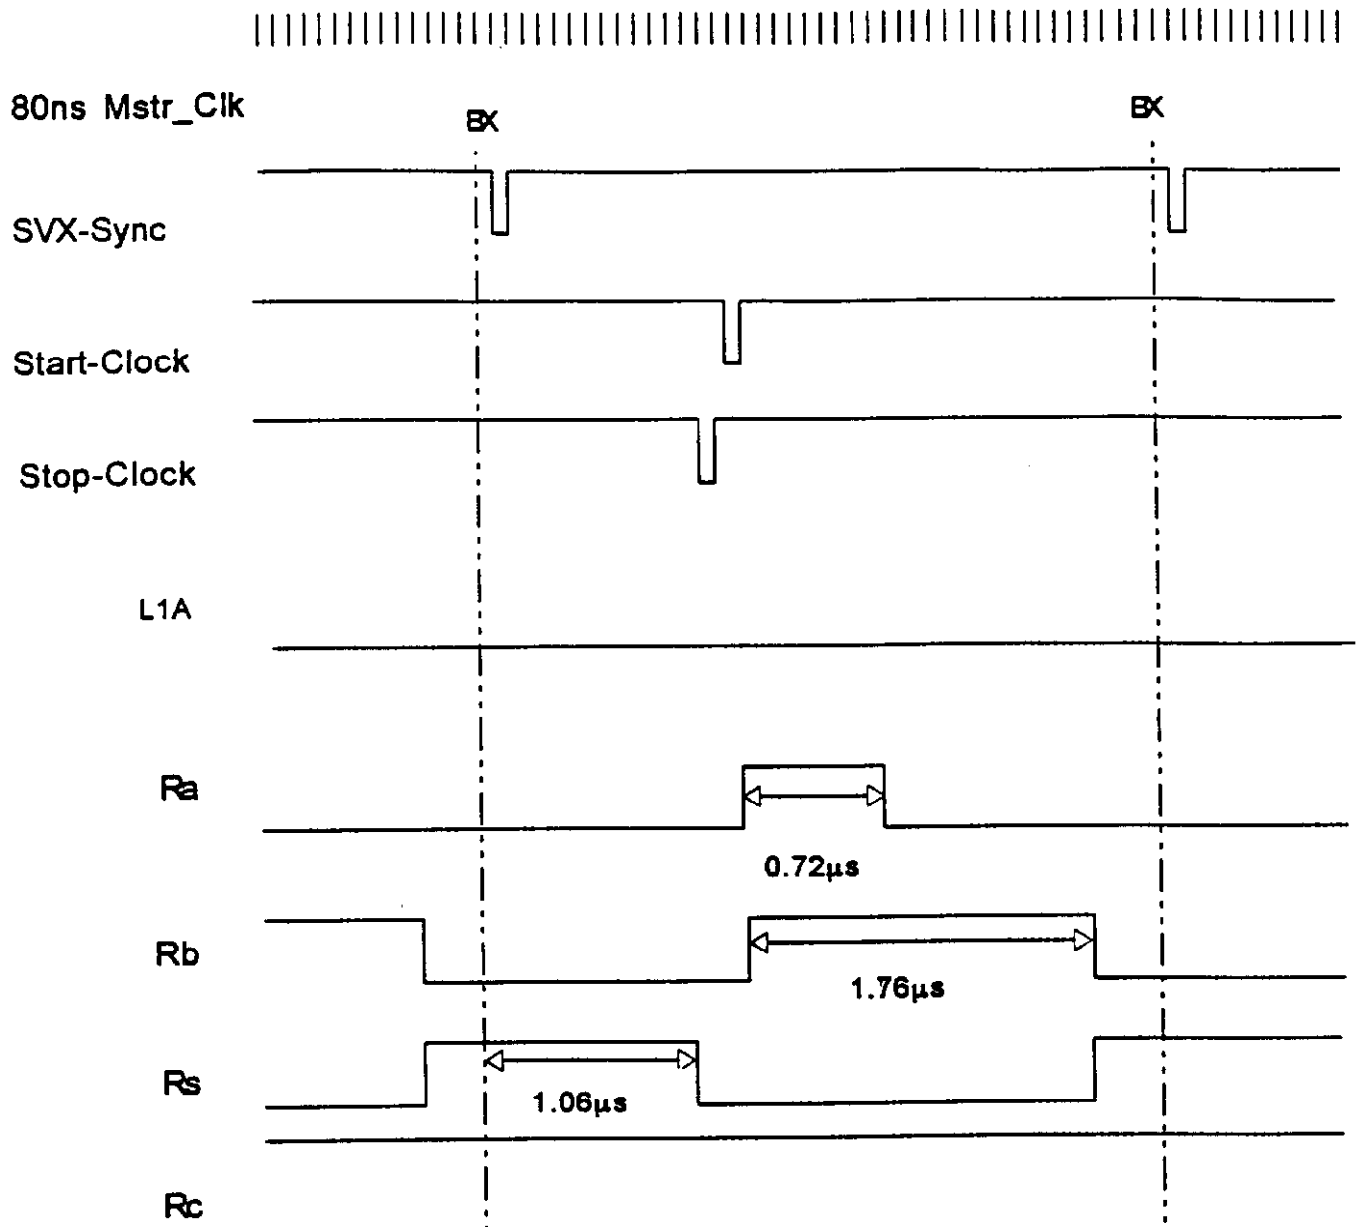 80ns Mstr_Clk
BX
BX
SVX-Sync
Start-Clock
Stop-Clock
L1A
Ra
0.72µs
Rb
1.76µs
Rs
1.06µs
Rc